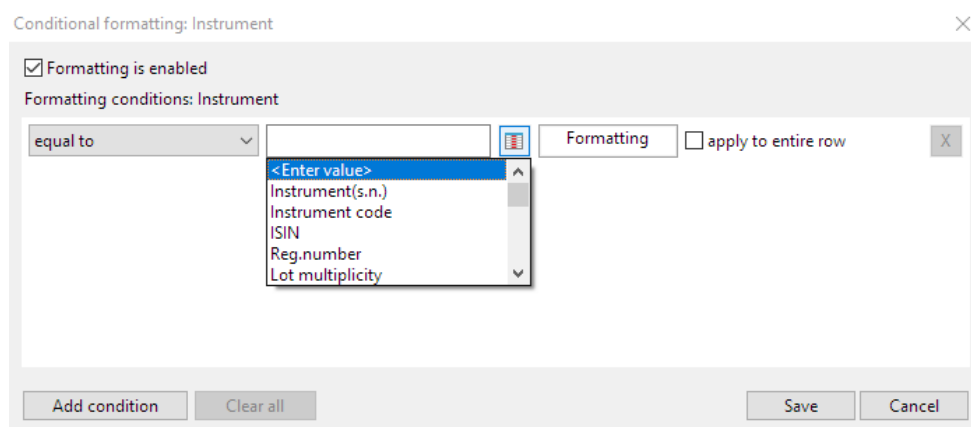 Conditional formatting: Instrument
Formatting is enabled
Formatting conditions: Instrument
equal to Formatting apply to entire row X
<Enter value>
Instrument(s.n.)
Instrument code
ISIN
Reg.number
Lot multiplicity
Add condition Clear all Save Cancel